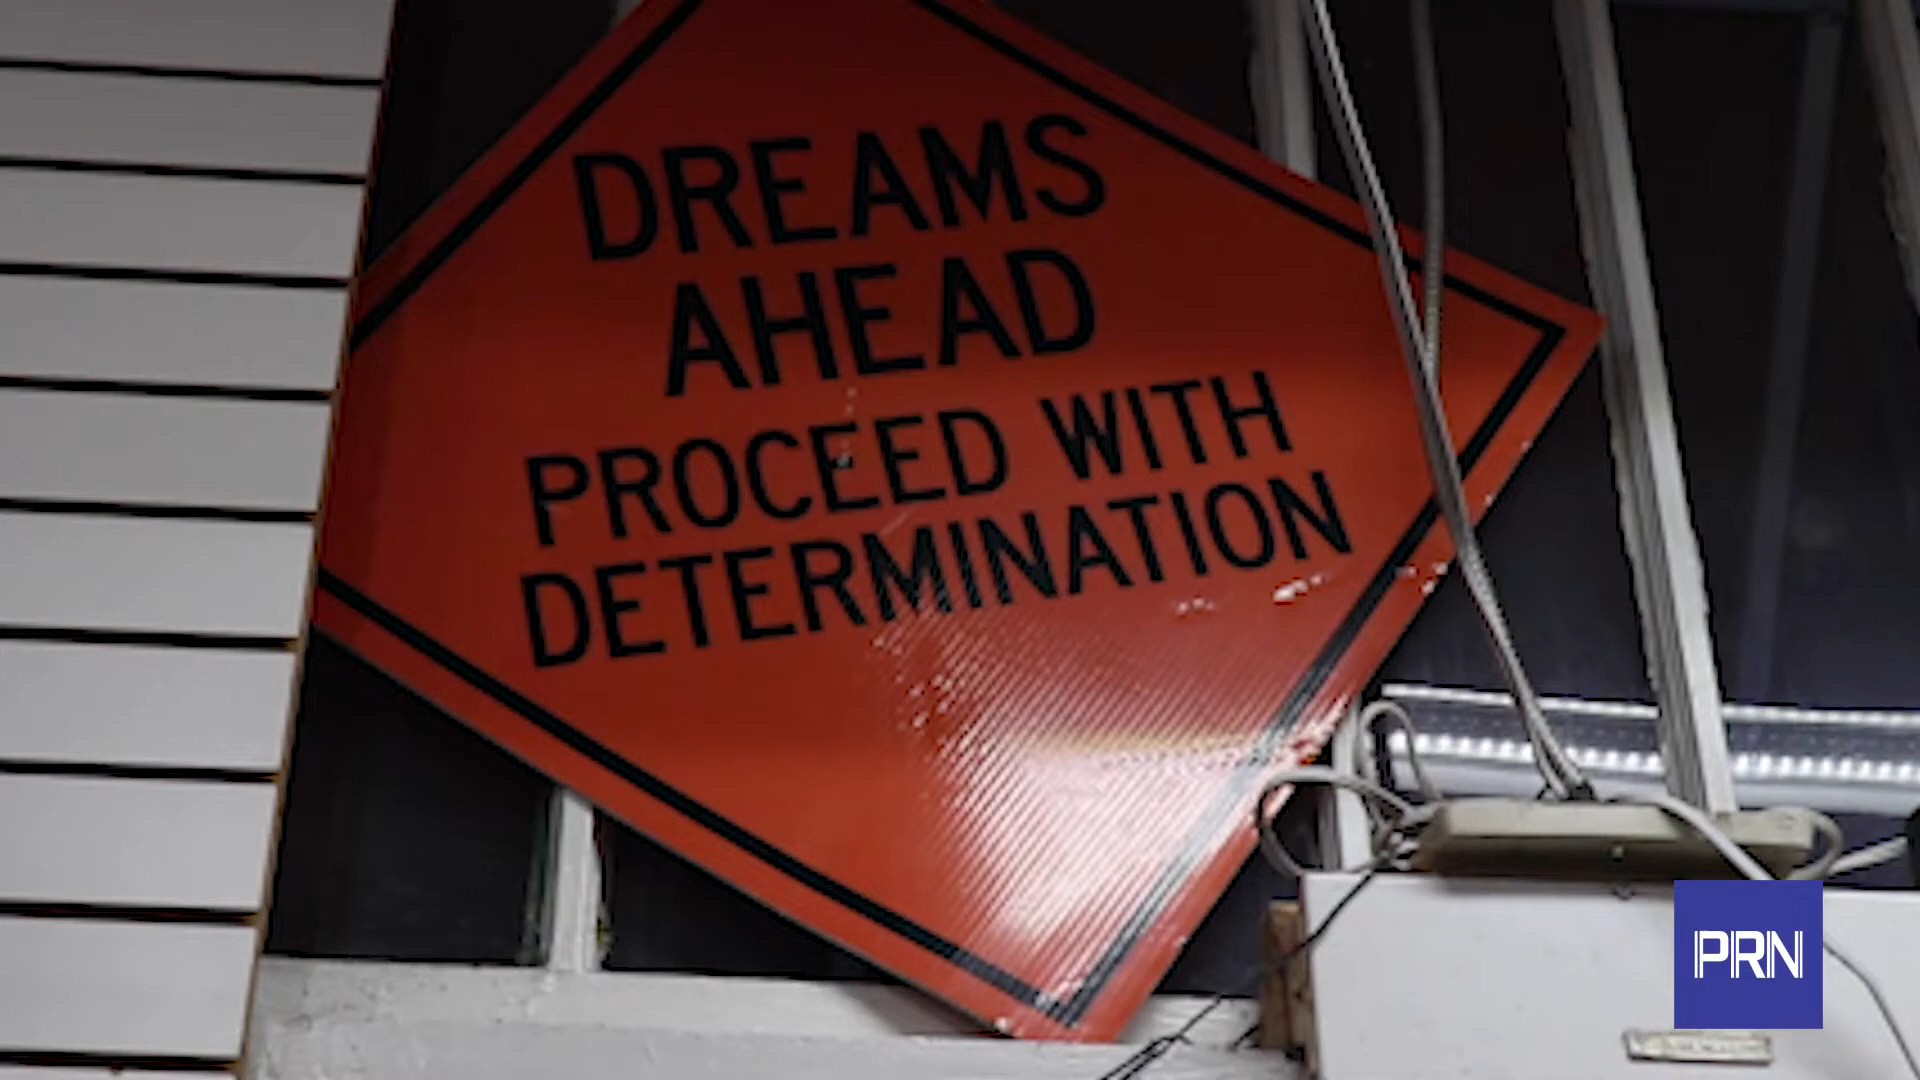 DREAMS
AHEAD
PROCEED WITH
DETERMINATION
PRN